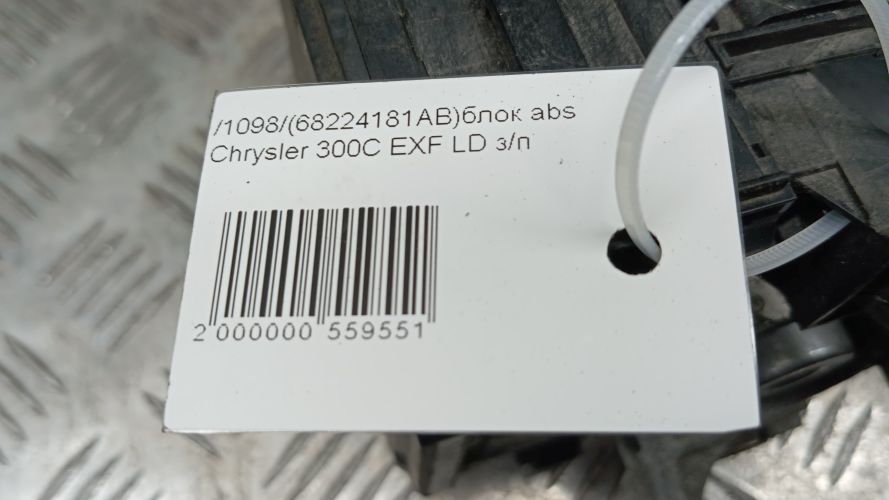 /1098/(68224181AB)блок abs
Chrysler 300C EXF LD з/п
2 000000 559551